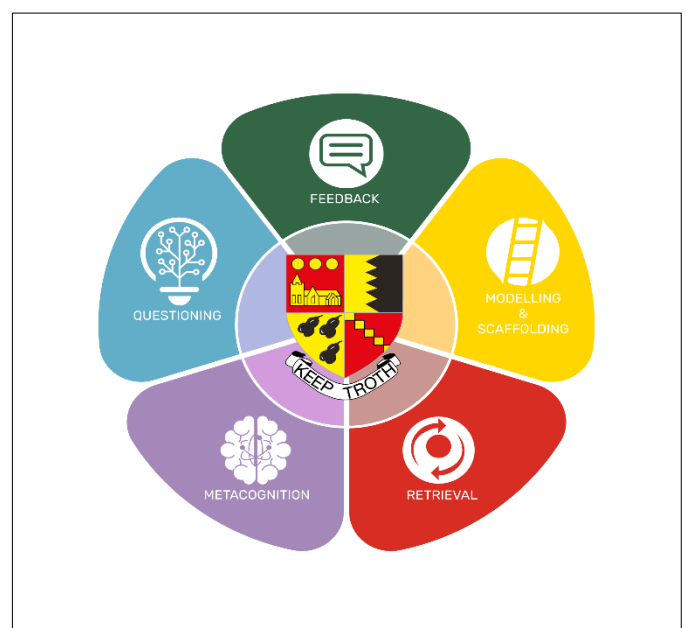 FEEDBACK
MODELLING
&
SCAFFOLDING
RETRIEVAL
METACOGNITION
QUESTIONING
KEEP TROTH